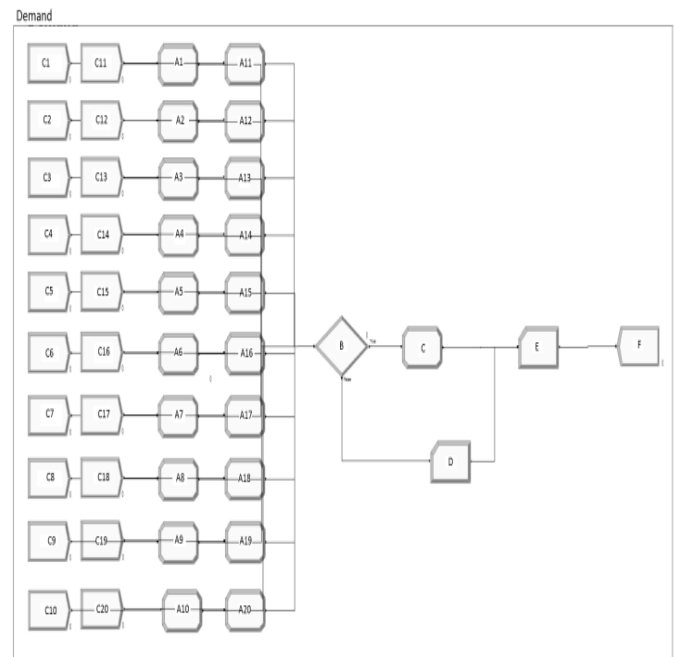 Demand
C1 C11 A1 A11
C2 C12 A2 A12
C3 C13 A3 A13
C4 C14 A4 A14
C5 C15 A5 A15
C6 C16 A6 A16
B C E F
True
False
C7 C17 A7 A17
D
C8 C18 A8 A18
C9 C19 A9 A19
C10 C20 A10 A20